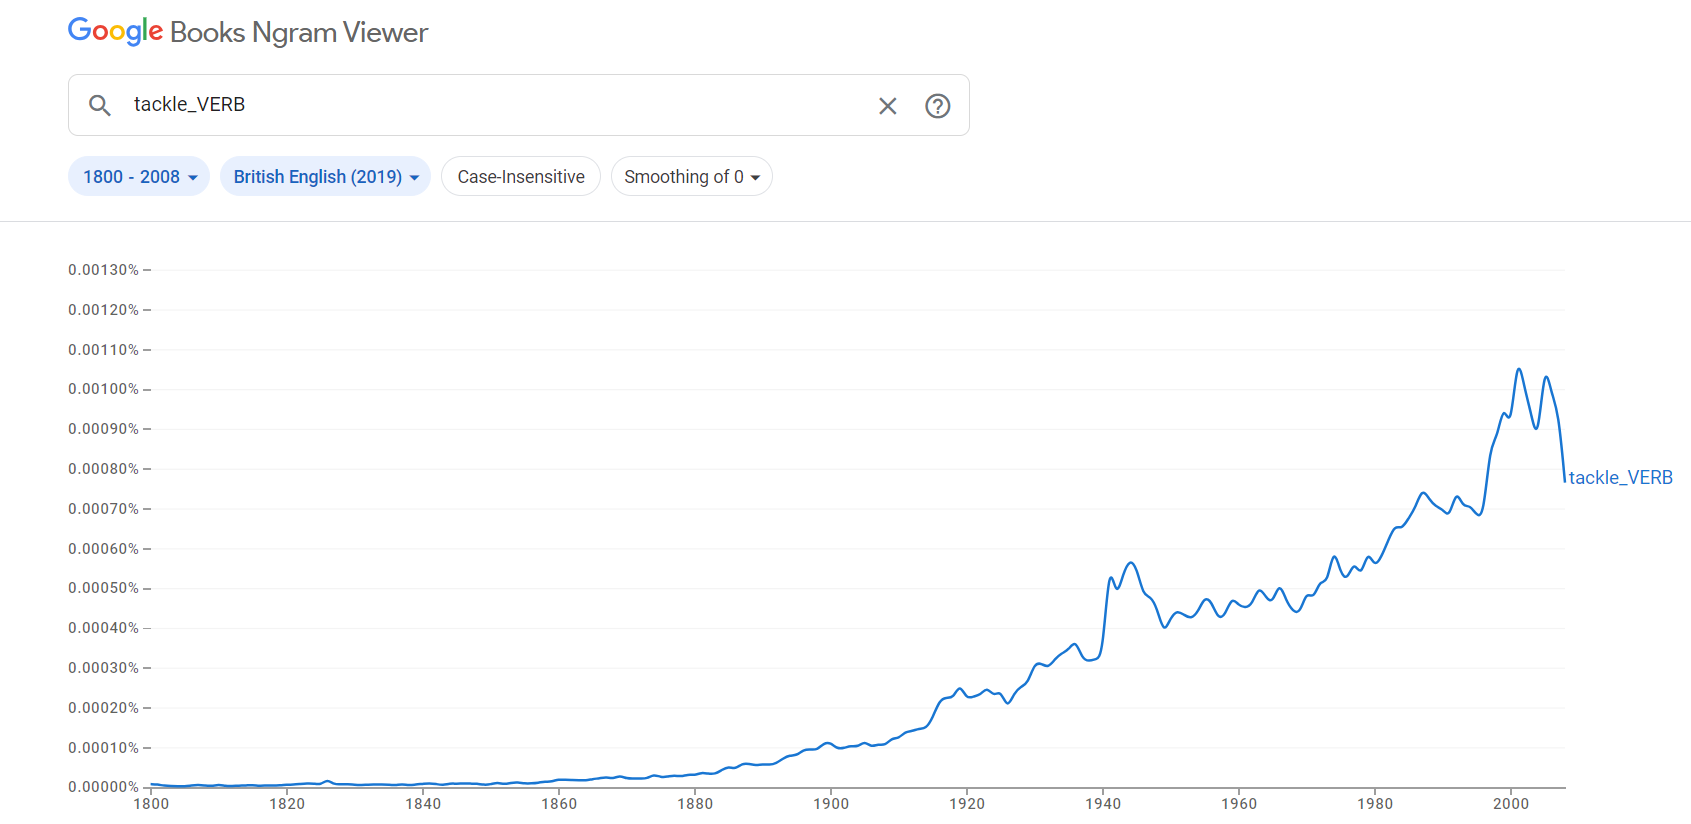 Google Books Ngram Viewer
tackle_VERB
1800 - 2008
British English (2019)
Case-Insensitive
Smoothing of 0
0.00130%
0.00120%
0.00110%
0.00100%
0.00090%
0.00080%
0.00070%
0.00060%
0.00050%
0.00040%
0.00030%
0.00020%
0.00010%
0.00000%
tackle_VERB
1800 1820 1840 1860 1880 1900 1920 1940 1960 1980 2000